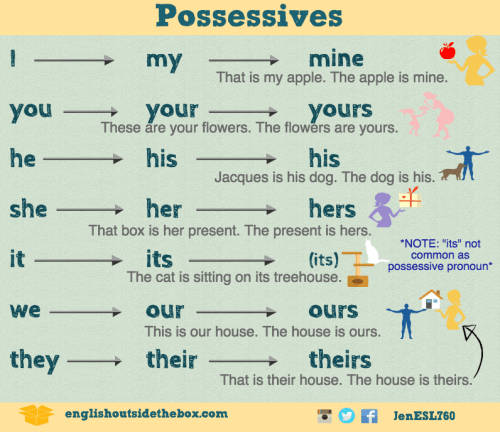 Possessives
I my mine
That is my apple. The apple is mine.
you your yours
These are your flowers. The flowers are yours.
he his his
Jacques is his dog. The dog is his.
she her hers
That box is her present. The present is hers.
it its (its)
*NOTE: "its" not
common as
possessive pronoun*
The cat is sitting on its treehouse.
we our ours
This is our house. The house is ours.
they their theirs
That is their house. The house is theirs.
englishoutsidethebox.com JenESL760